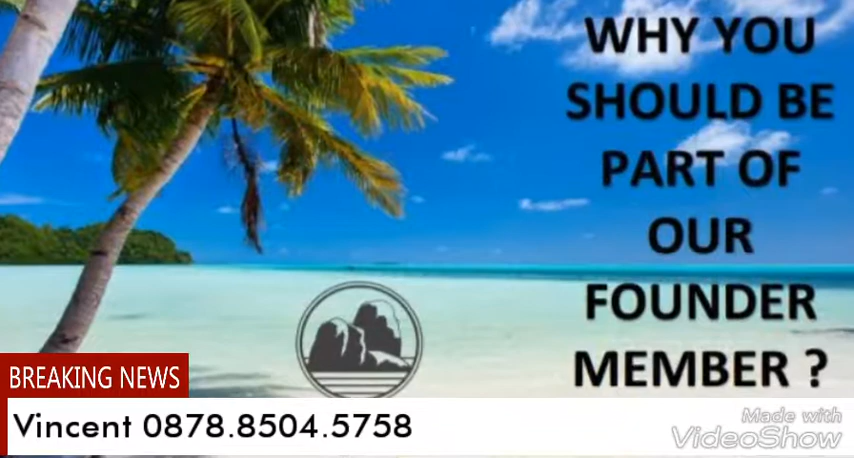 WHY YOU
SHOULD BE
PART OF
OUR
FOUNDER
MEMBER ?
BREAKING NEWS
Vincent 0878.8504.5758
Made with
VideoShow